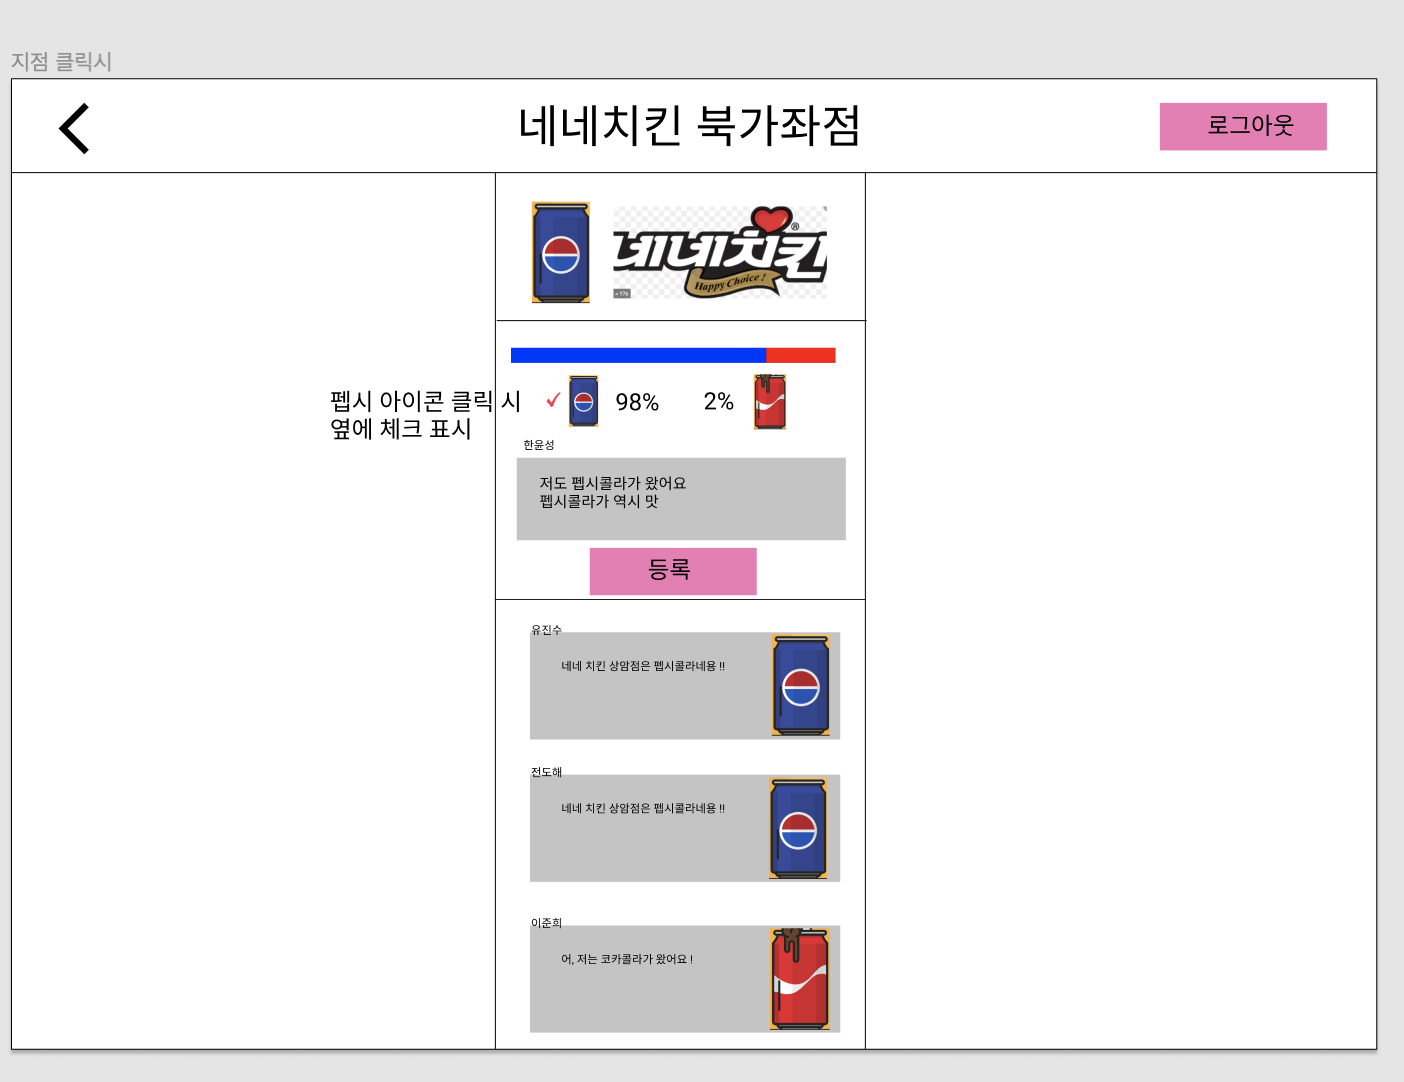 지점 클릭시
네네치킨 북가좌점
로그아웃
네네치킨
®
Happy Choice !
펩시 아이콘 클릭 시
옆에 체크 표시
98%
2%
한윤성
저도 펩시콜라가 왔어요
펩시콜라가 역시 맛
등록
유진수
네네 치킨 상암점은 펩시콜라네용 !!
전도해
네네 치킨 상암점은 펩시콜라네용 !!
이준희
어, 저는 코카콜라가 왔어요 !